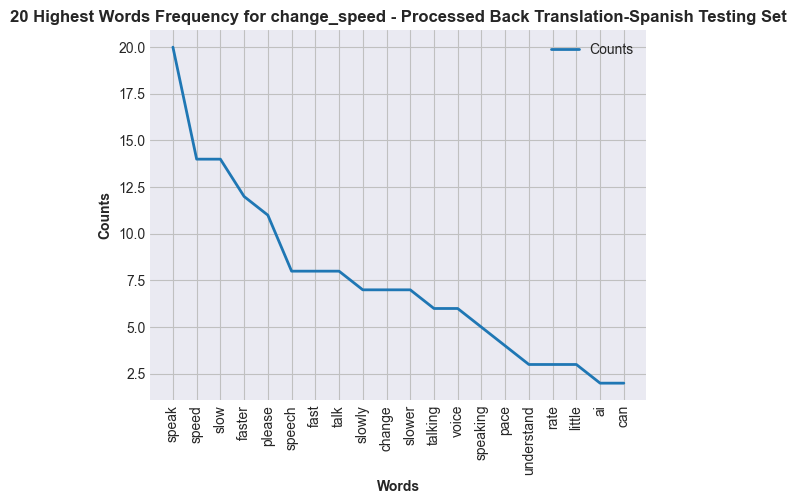 20 Highest Words Frequency for change_speed - Processed Back Translation-Spanish Testing Set
Counts
20.0
17.5
15.0
12.5
10.0
7.5
5.0
2.5
Counts
speak
speed
slow
faster
please
speech
fast
talk
slowly
change
slower
talking
voice
speaking
pace
understand
rate
little
ai
can
Words